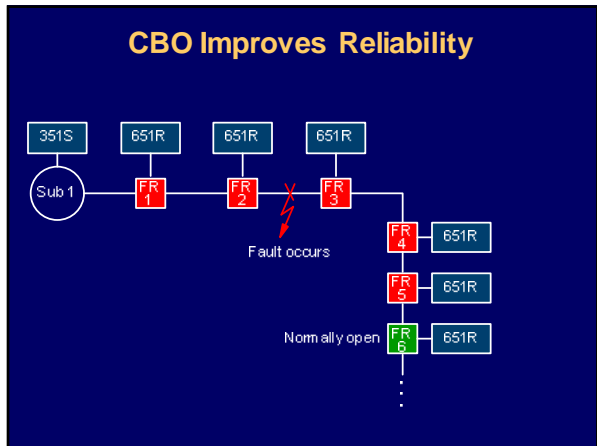 CBO Improves Reliability
351S
651R
651R
651R
Sub 1
FR
1
FR
2
FR
3
Fault occurs
FR
4
651R
FR
5
651R
Normally open
FR
6
651R